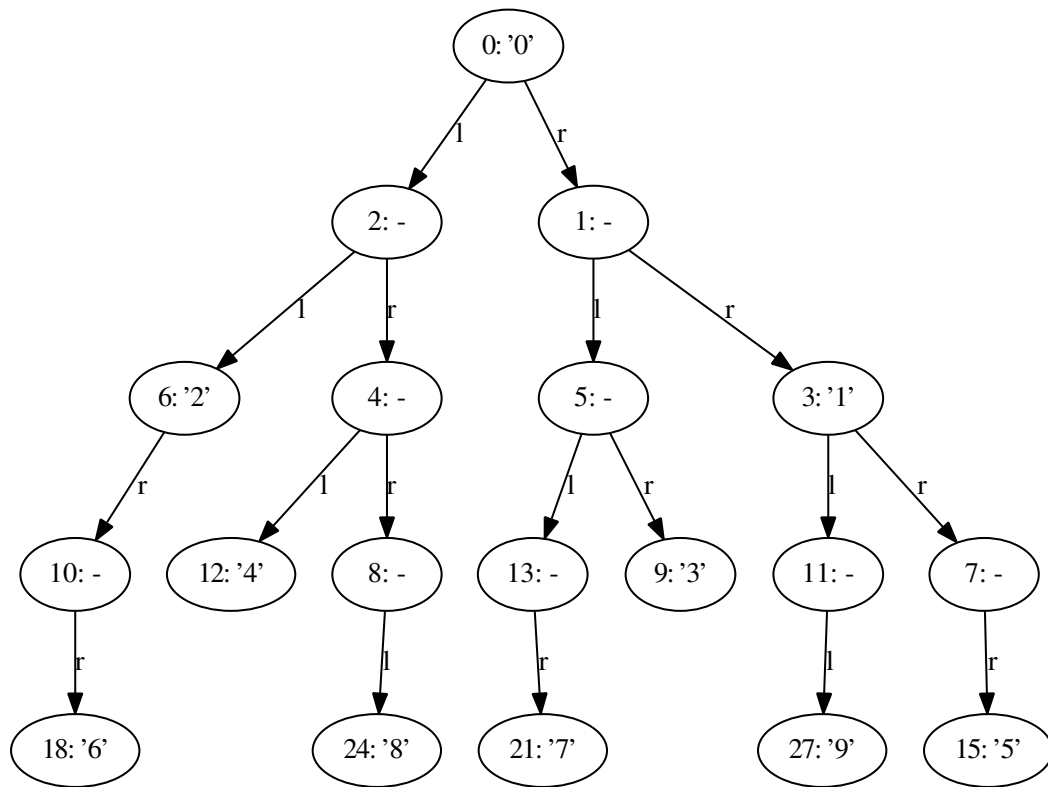 0: ’0’
l
r
2: -
1: -
l
r
l
r
6: ’2’
4: -
5: -
3: ’1’
r
l
r
l
r
l
r
10: -
12: ’4’
8: -
13: -
9: ’3’
11: -
7: -
r
l
r
l
r
18: ’6’
24: ’8’
21: ’7’
27: ’9’
15: ’5’